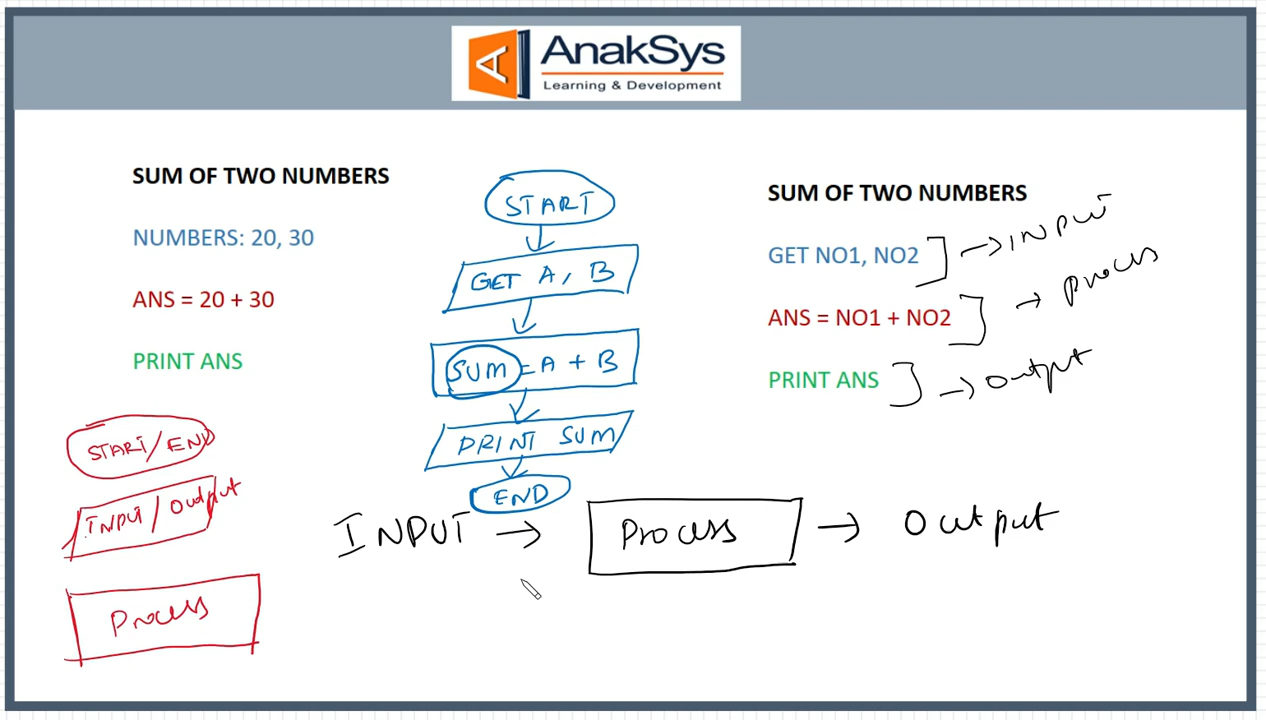 AnakSys
Learning & Development
SUM OF TWO NUMBERS
NUMBERS: 20, 30
ANS = 20 + 30
PRINT ANS
START/END
INPUT/Output
Process
START
GET A, B
SUM = A + B
PRINT SUM
END
SUM OF TWO NUMBERS
GET NO1, NO2 ] → INPUT
ANS = NO1 + NO2 ] → Process
PRINT ANS ] → Output
INPUT → Process → Output